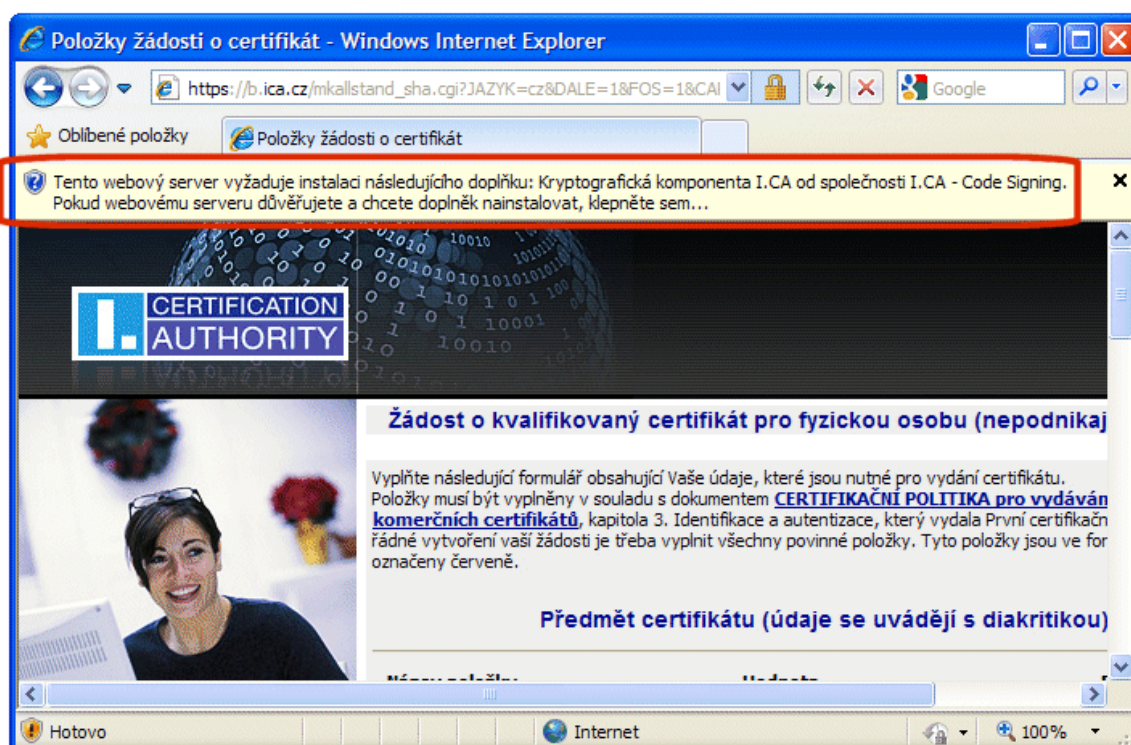 Položky žádosti o certifikát - Windows Internet Explorer
https://b.ica.cz/mkallstand_sha.cgi?JAZYK=cz&DALE=1&FOS=1&CAI
Google
Oblíbené položky
Položky žádosti o certifikát
Tento webový server vyžaduje instalaci následujícího doplňku: Kryptografická komponenta I.CA od společnosti I.CA - Code Signing.
Pokud webovému serveru důvěřujete a chcete doplněk nainstalovat, klepněte sem...
I. CERTIFICATION
AUTHORITY
Žádost o kvalifikovaný certifikát pro fyzickou osobu (nepodnikaj
Vyplňte následující formulář obsahující Vaše údaje, které jsou nutné pro vydání certifikátu.
Položky musí být vyplněny v souladu s dokumentem CERTIFIKAČNÍ POLITIKA pro vydáván
komerčních certifikátů, kapitola 3. Identifikace a autentizace, který vydala První certifikačn
řádné vytvoření vaší žádosti je třeba vyplnit všechny povinné položky. Tyto položky jsou ve for
označeny červeně.
Předmět certifikátu (údaje se uvádějí s diakritikou)
Název položky Hodnota
Hotovo
Internet
100%